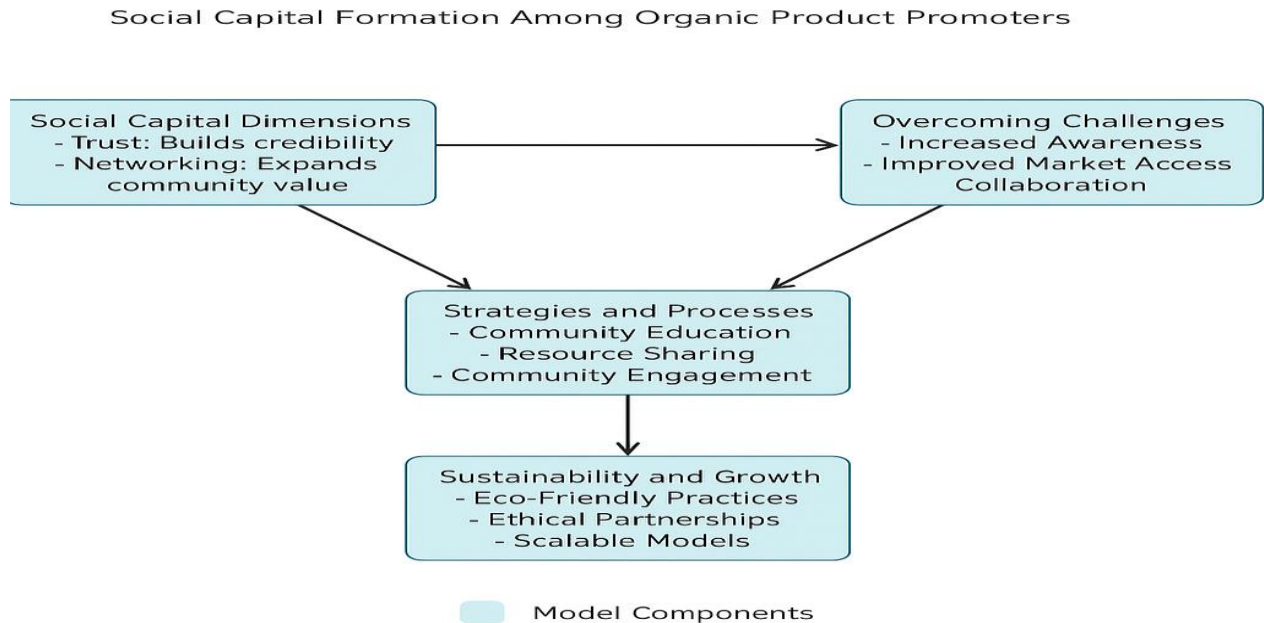 Social Capital Formation Among Organic Product Promoters
Social Capital Dimensions
- Trust: Builds credibility
- Networking: Expands
community value
Overcoming Challenges
- Increased Awareness
- Improved Market Access
Collaboration
Strategies and Processes
- Community Education
- Resource Sharing
- Community Engagement
Sustainability and Growth
- Eco-Friendly Practices
- Ethical Partnerships
- Scalable Models
Model Components